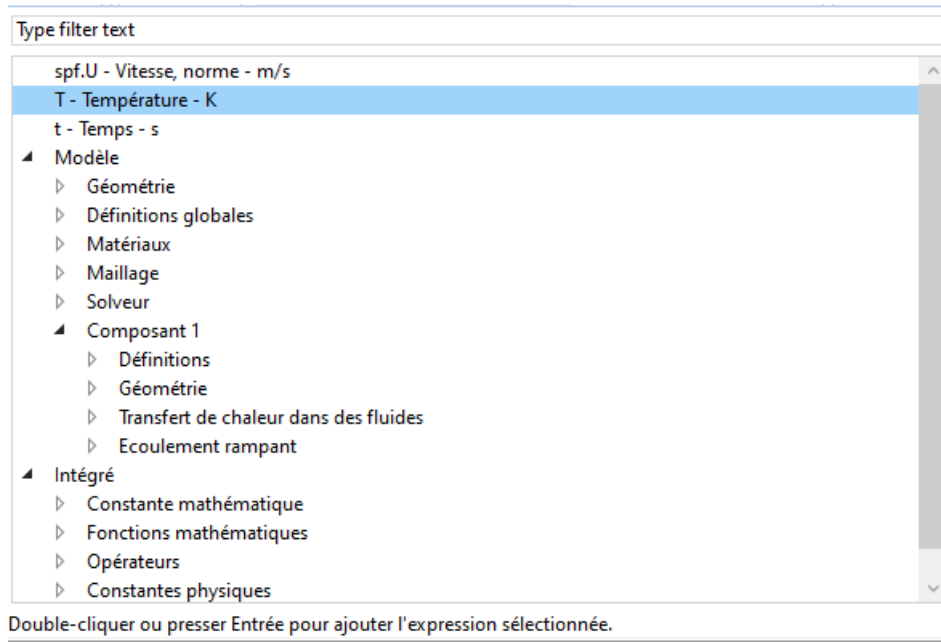 Type filter text
spf.U - Vitesse, norme - m/s
T - Température - K
t - Temps - s
Modèle
Géométrie
Définitions globales
Matériaux
Maillage
Solveur
Composant 1
Définitions
Géométrie
Transfert de chaleur dans des fluides
Ecoulement rampant
Intégré
Constante mathématique
Fonctions mathématiques
Opérateurs
Constantes physiques
Double-cliquer ou presser Entrée pour ajouter l'expression sélectionnée.